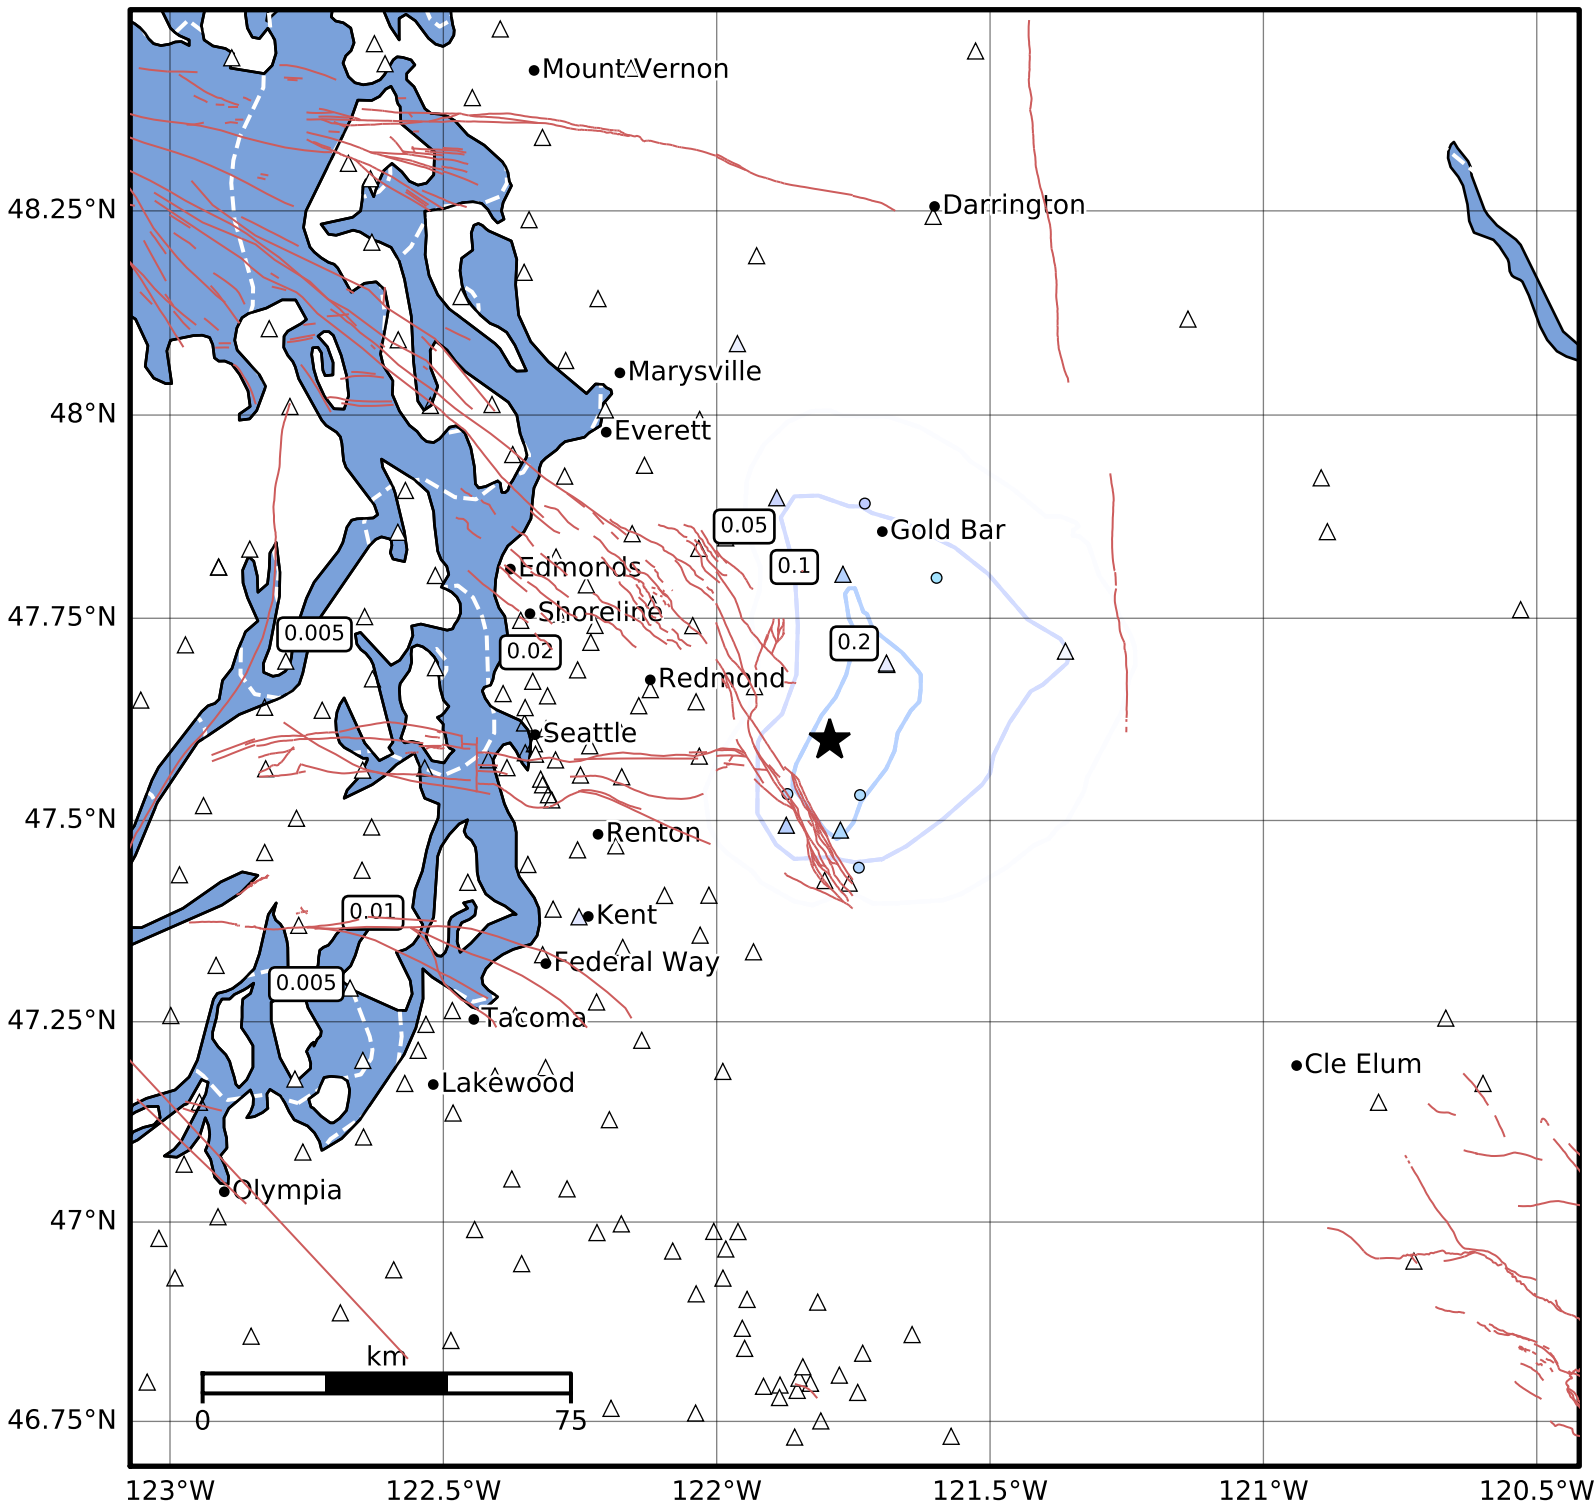 Mount Vernon
Darrington
48.25°N
Marysville
48°N
Everett
0.05
Gold Bar
0.1
Edmonds
Shoreline
47.75°N
0.005
0.02
0.2
Redmond
Seattle
47.5°N
Renton
0.01
Kent
Federal Way
0.005
47.25°N
Tacoma
Cle Elum
Lakewood
Olympia
47°N
km
0
75
46.75°N
123°W
122.5°W
122°W
121.5°W
121°W
120.5°W